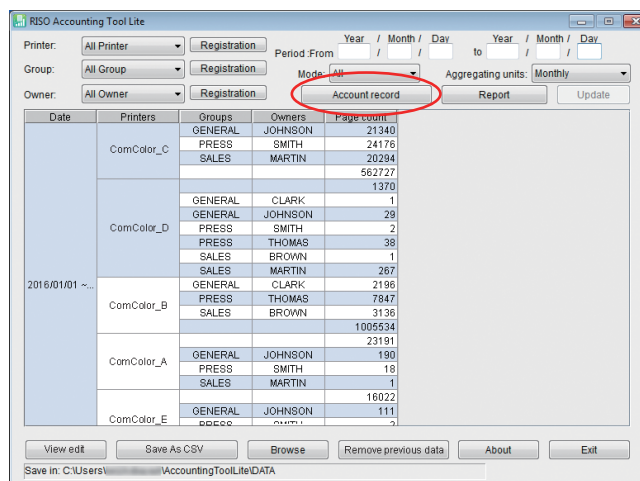 RISO Accounting Tool Lite
Year / Month / Day Year / Month / Day
Printer: All Printer Registration Period :From / / to / /
Group: All Group Registration Mode: All Aggregating units: Monthly
Owner: All Owner Registration Account record Report Update
Date Printers Groups Owners Page count
GENERAL JOHNSON 21340
ComColor_C PRESS SMITH 24176
SALES MARTIN 20294
562727
1370
GENERAL CLARK 1
GENERAL JOHNSON 29
ComColor_D PRESS SMITH 2
PRESS THOMAS 38
SALES BROWN 1
SALES MARTIN 267
2016/01/01 ~... GENERAL CLARK 2196
ComColor_B PRESS THOMAS 7847
SALES BROWN 3136
1005534
23191
ComColor_A GENERAL JOHNSON 190
PRESS SMITH 18
SALES MARTIN 1
16022
ComColor_E GENERAL JOHNSON 111
PRESS SMITH 2
View edit Save As CSV Browse Remove previous data About Exit
Save in: C:\Users\ \AccountingToolLite\DATA